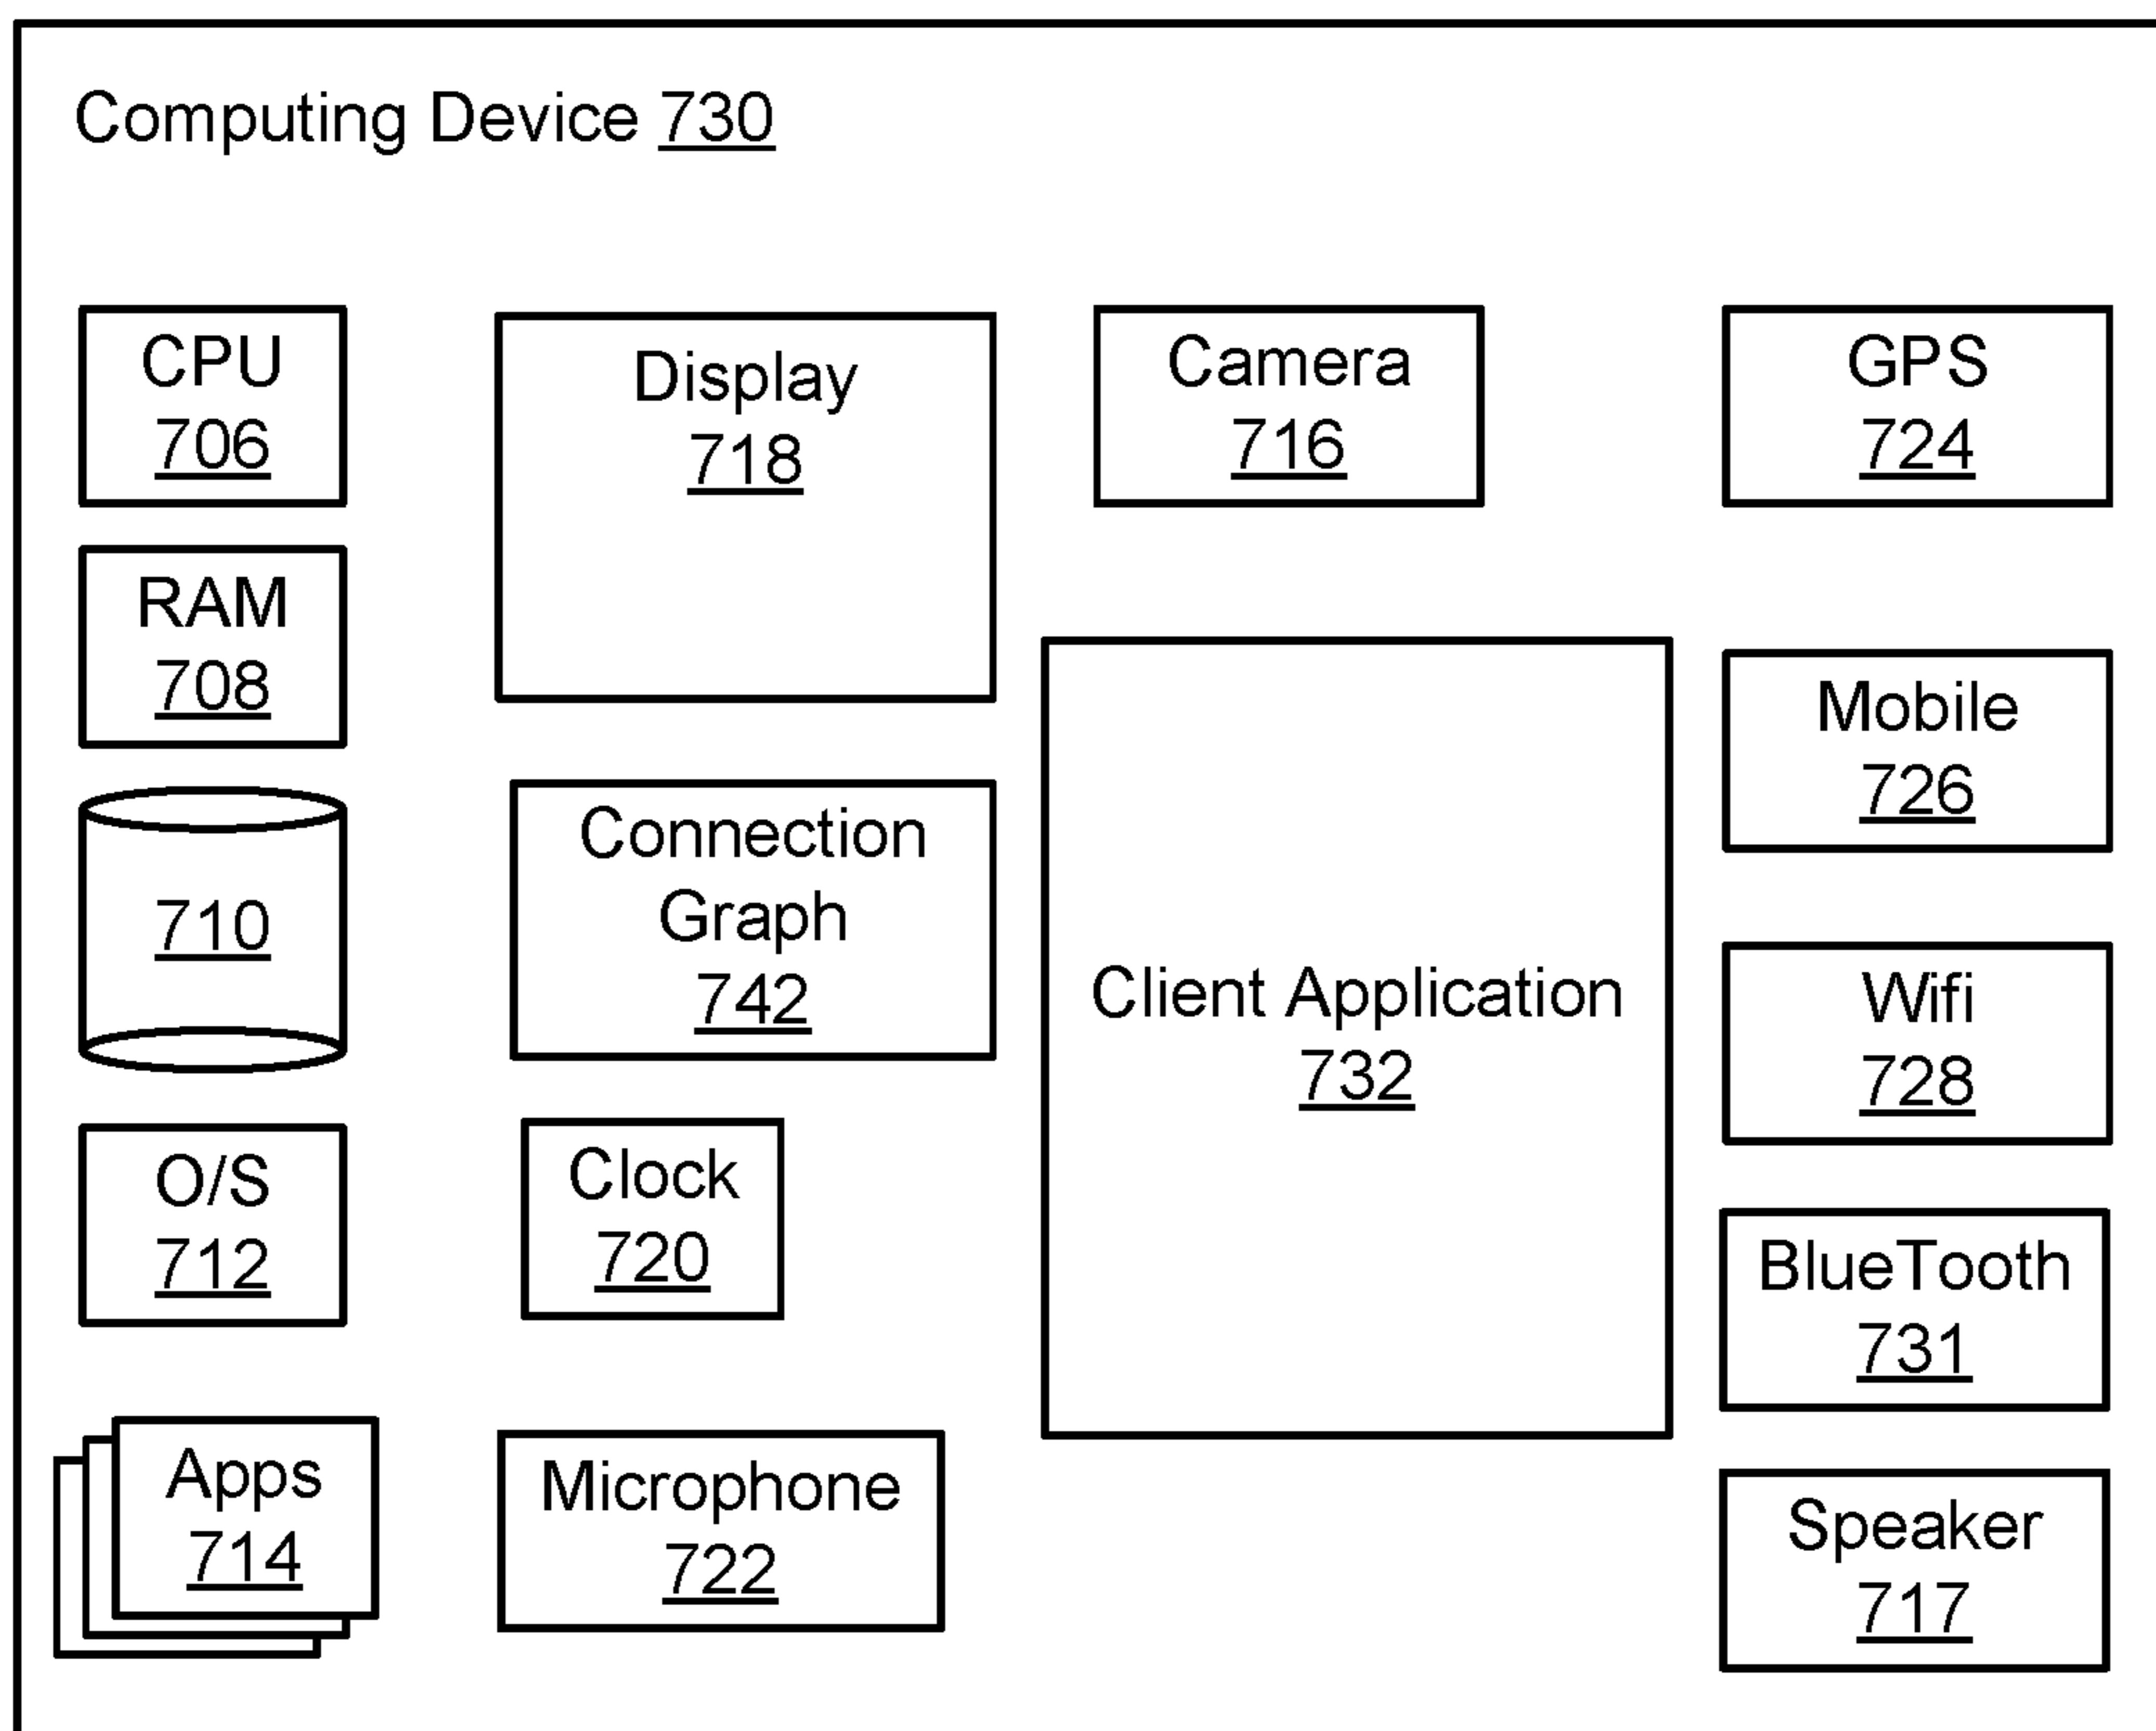 Computing Device 730
CPU
706
Display
718
Camera
716
GPS
724
RAM
708
Mobile
726
710
Connection
Graph
742
Client Application
732
Wifi
728
O/S
712
Clock
720
BlueTooth
731
Apps
714
Microphone
722
Speaker
717